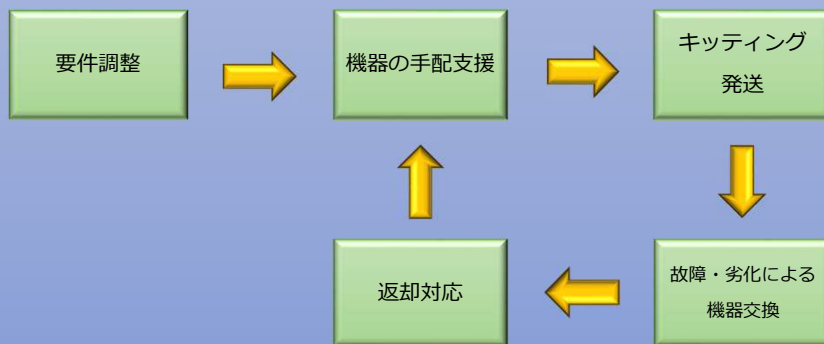 要件調整
機器の手配支援
キッティング
発送
返却対応
故障・劣化による
機器交換